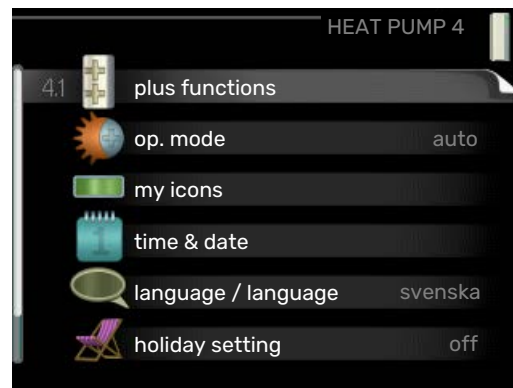 HEAT PUMP 4
4.1 plus functions
op. mode auto
my icons
time & date
language / language svenska
holiday setting off